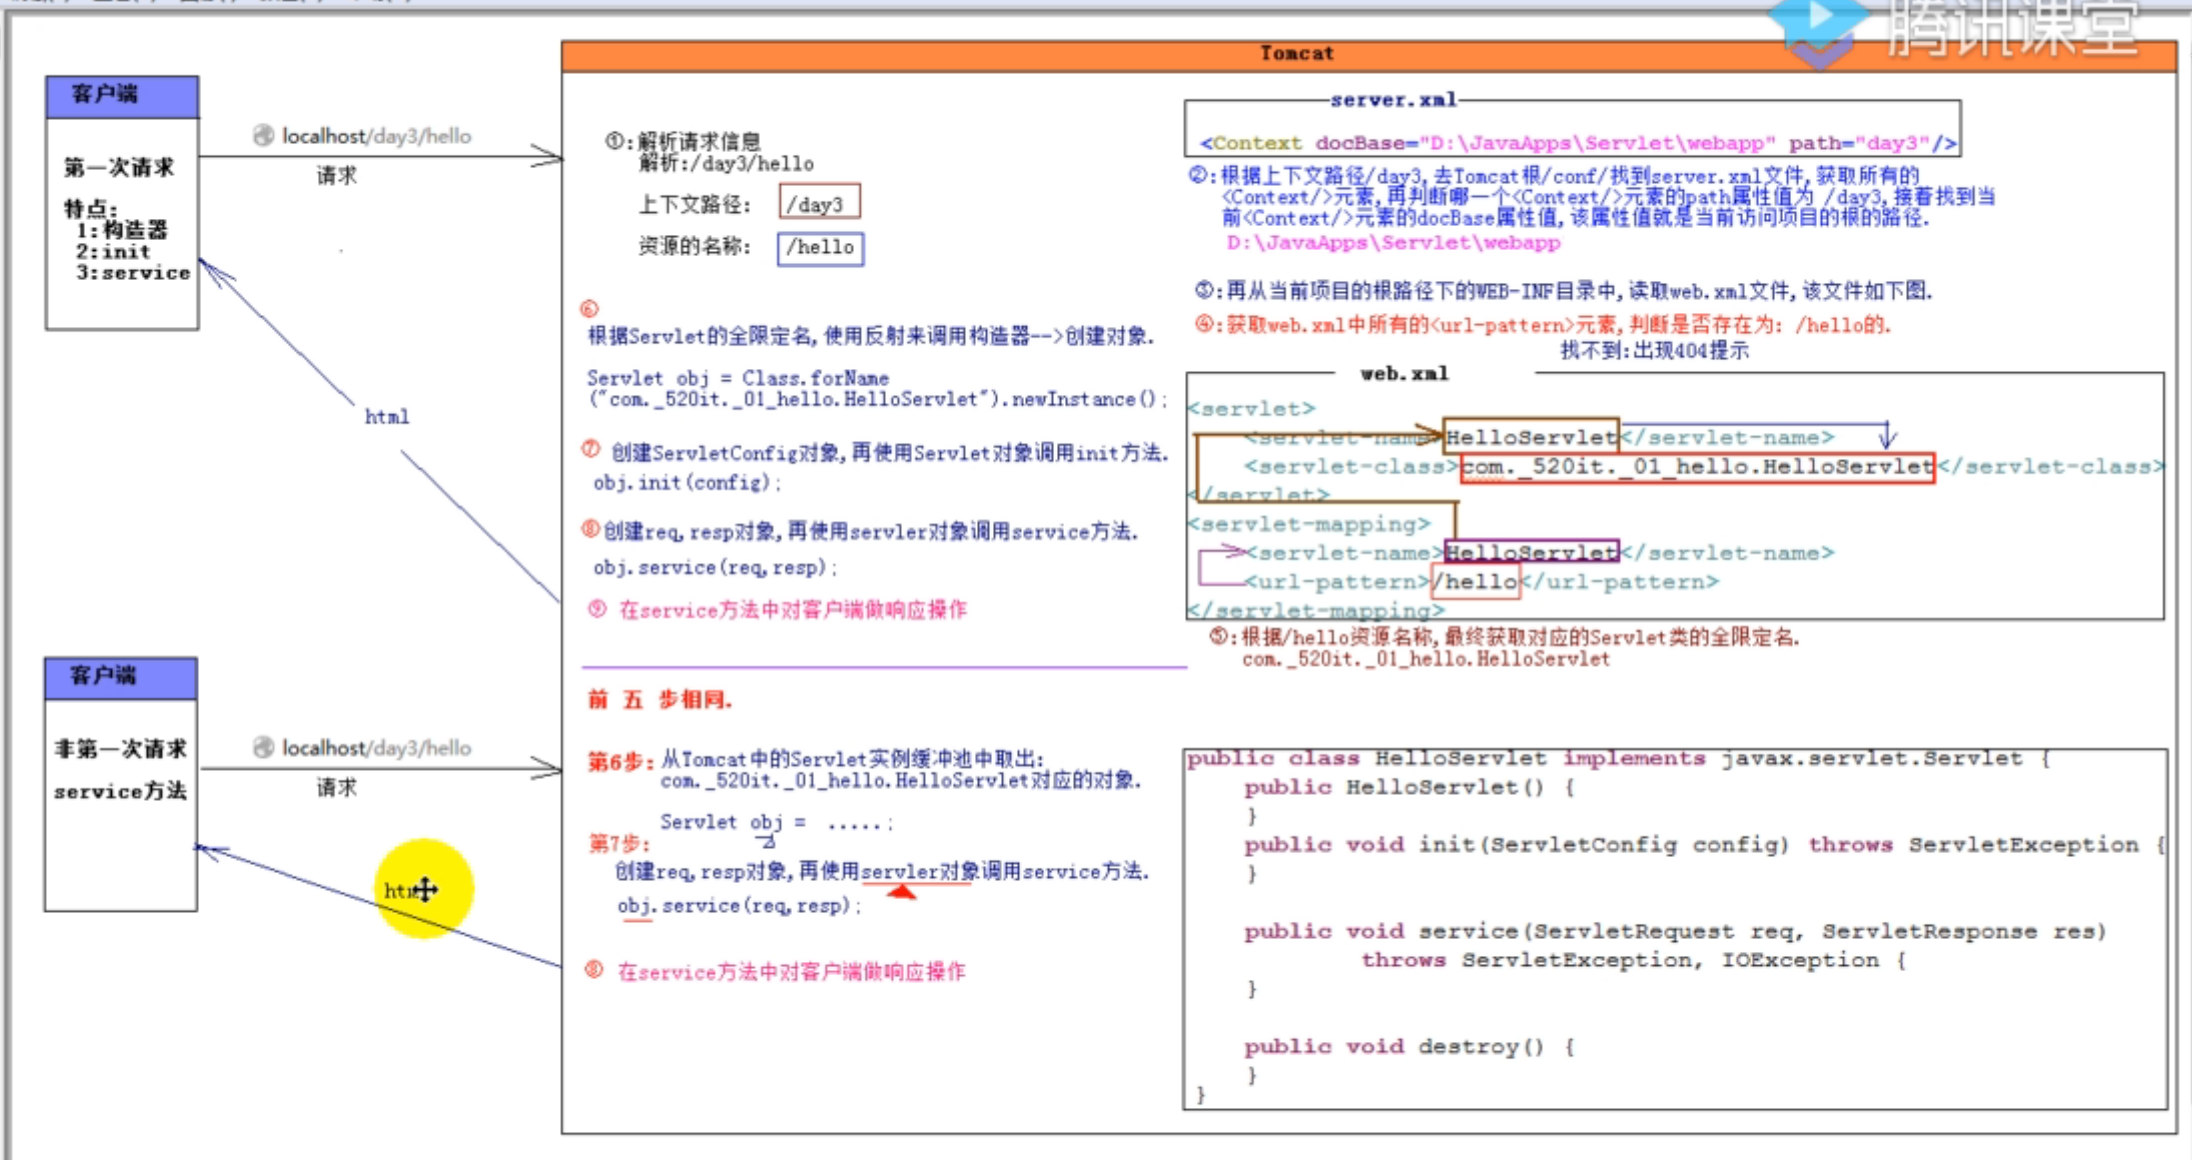 腾讯课堂
Tomcat
客户端
第一次请求
特点:
1:构造器
2:init
3:service
localhost/day3/hello
请求
html
①:解析请求信息
解析:/day3/hello
上下文路径: /day3
资源的名称: /hello
server.xml
<Context docBase="D:\JavaApps\Servlet\webapp" path="day3"/>
②:根据上下文路径/day3,去Tomcat根/conf/找到server.xml文件,获取所有的
<Context/>元素,再判断哪一个<Context/>元素的path属性值为 /day3,接着找到当
前<Context/>元素的docBase属性值,该属性值就是当前访问项目的根的路径.
D:\JavaApps\Servlet\webapp
③:再从当前项目的根路径下的WEB-INF目录中,读取web.xml文件,该文件如下图.
④:获取web.xml中所有的<url-pattern>元素,判断是否存在为: /hello的.
找不到:出现404提示
web.xml
<servlet>
<servlet-name>HelloServlet</servlet-name>
<servlet-class>com._520it._01_hello.HelloServlet</servlet-class>
</servlet>
<servlet-mapping>
<servlet-name>HelloServlet</servlet-name>
<url-pattern>/hello</url-pattern>
</servlet-mapping>
⑤:根据/hello资源名称,最终获取对应的Servlet类的全限定名.
com._520it._01_hello.HelloServlet
⑥
根据Servlet的全限定名,使用反射来调用构造器-->创建对象.
Servlet obj = Class.forName
("com._520it._01_hello.HelloServlet").newInstance();
⑦ 创建ServletConfig对象,再使用Servlet对象调用init方法.
obj.init(config);
⑧创建req,resp对象,再使用servler对象调用service方法.
obj.service(req,resp);
⑨ 在service方法中对客户端做响应操作
客户端
非第一次请求
service方法
localhost/day3/hello
请求
前 五 步相同.
第6步: 从Tomcat中的Servlet实例缓冲池中取出:
com._520it._01_hello.HelloServlet对应的对象.
Servlet obj = .....;
第7步:
创建req,resp对象,再使用servler对象调用service方法.
obj.service(req,resp);
⑧ 在service方法中对客户端做响应操作
public class HelloServlet implements javax.servlet.Servlet {
public HelloServlet() {
}
public void init(ServletConfig config) throws ServletException {
}
public void service(ServletRequest req, ServletResponse res)
throws ServletException, IOException {
}
public void destroy() {
}
}